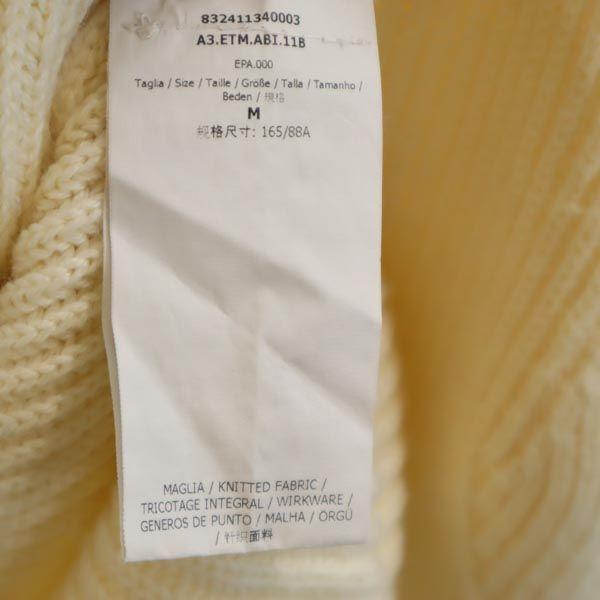 832411340003
A3.ETM.ABI.11B
EPA.000
Taglia / Size / Taille / Größe / Talla / Tamanho /
Beden / 规格
M
规格尺寸: 165/88A
MAGLIA / KNITTED FABRIC /
TRICOTAGE INTEGRAL / WIRKWARE /
GENEROS DE PUNTO / MALHA / ÖRGÜ
/ 针织面料